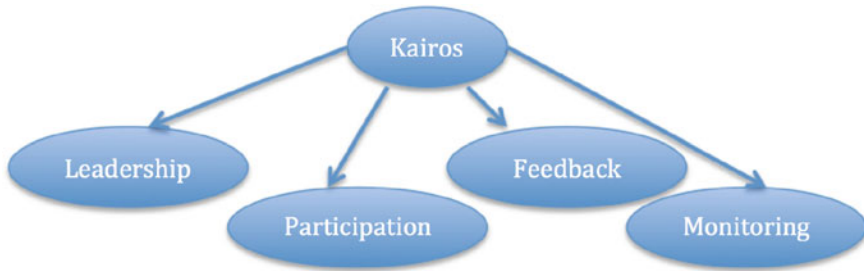 Kairos
Leadership
Feedback
Participation
Monitoring